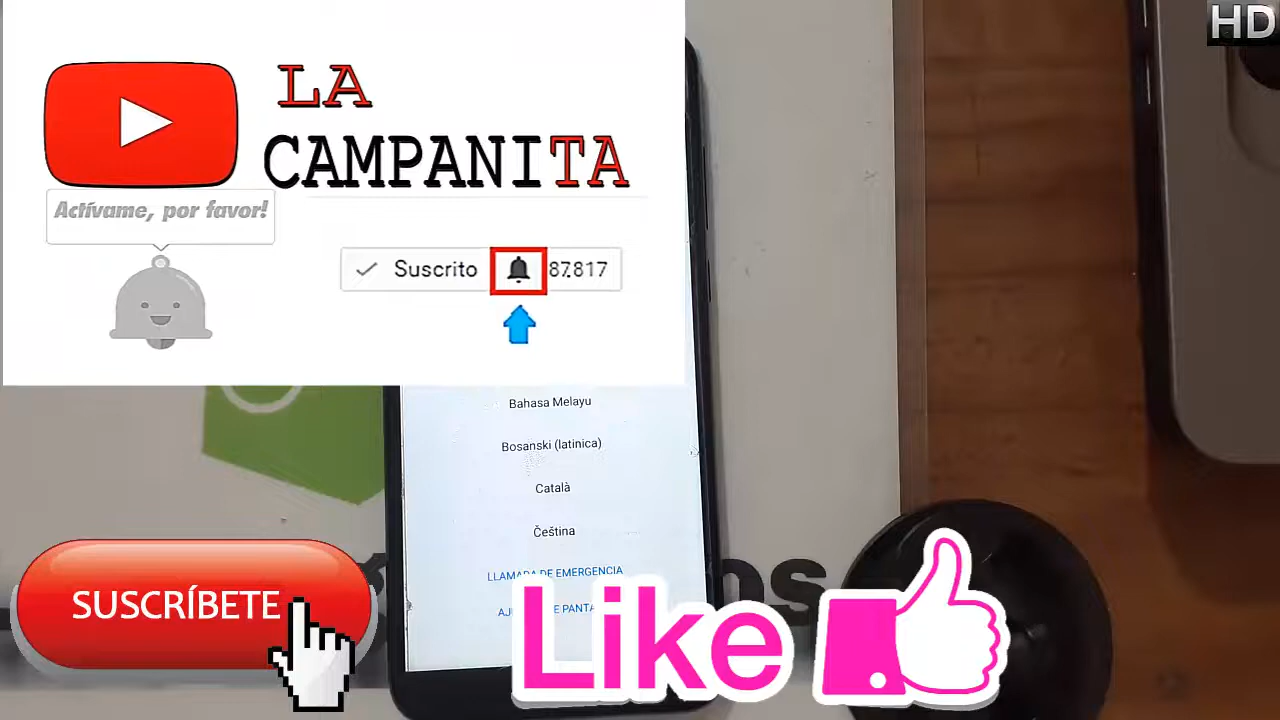 HD
LA
CAMPANITA
Actívame, por favor!
Suscrito 87.817
Bahasa Melayu
Bosanski (latinica)
Català
Čeština
LLAMADA DE EMERGENCIA
SUSCRÍBETE
Like